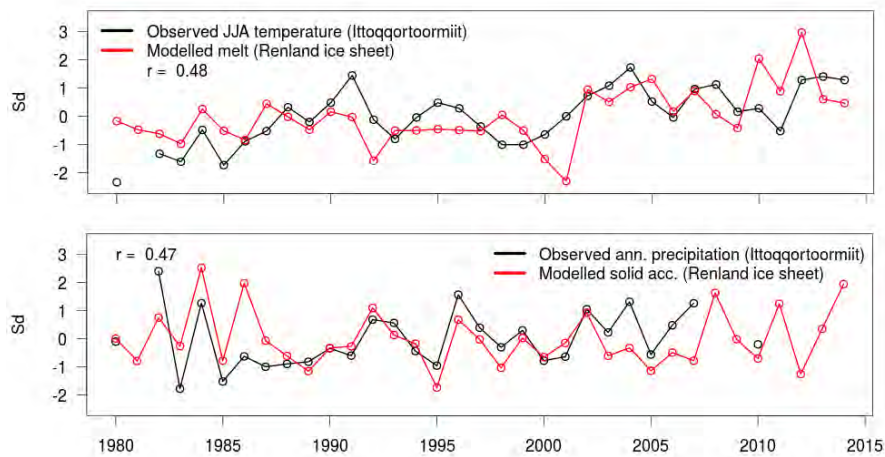 3
2
1
0
-1
-2
Sd
Observed JJA temperature (Ittoqqortoormiit)
Modelled melt (Renland ice sheet)
r = 0.48
3
2
1
0
-1
-2
Sd
r = 0.47
Observed ann. precipitation (Ittoqqortoormiit)
Modelled solid acc. (Renland ice sheet)
1980 1985 1990 1995 2000 2005 2010 2015